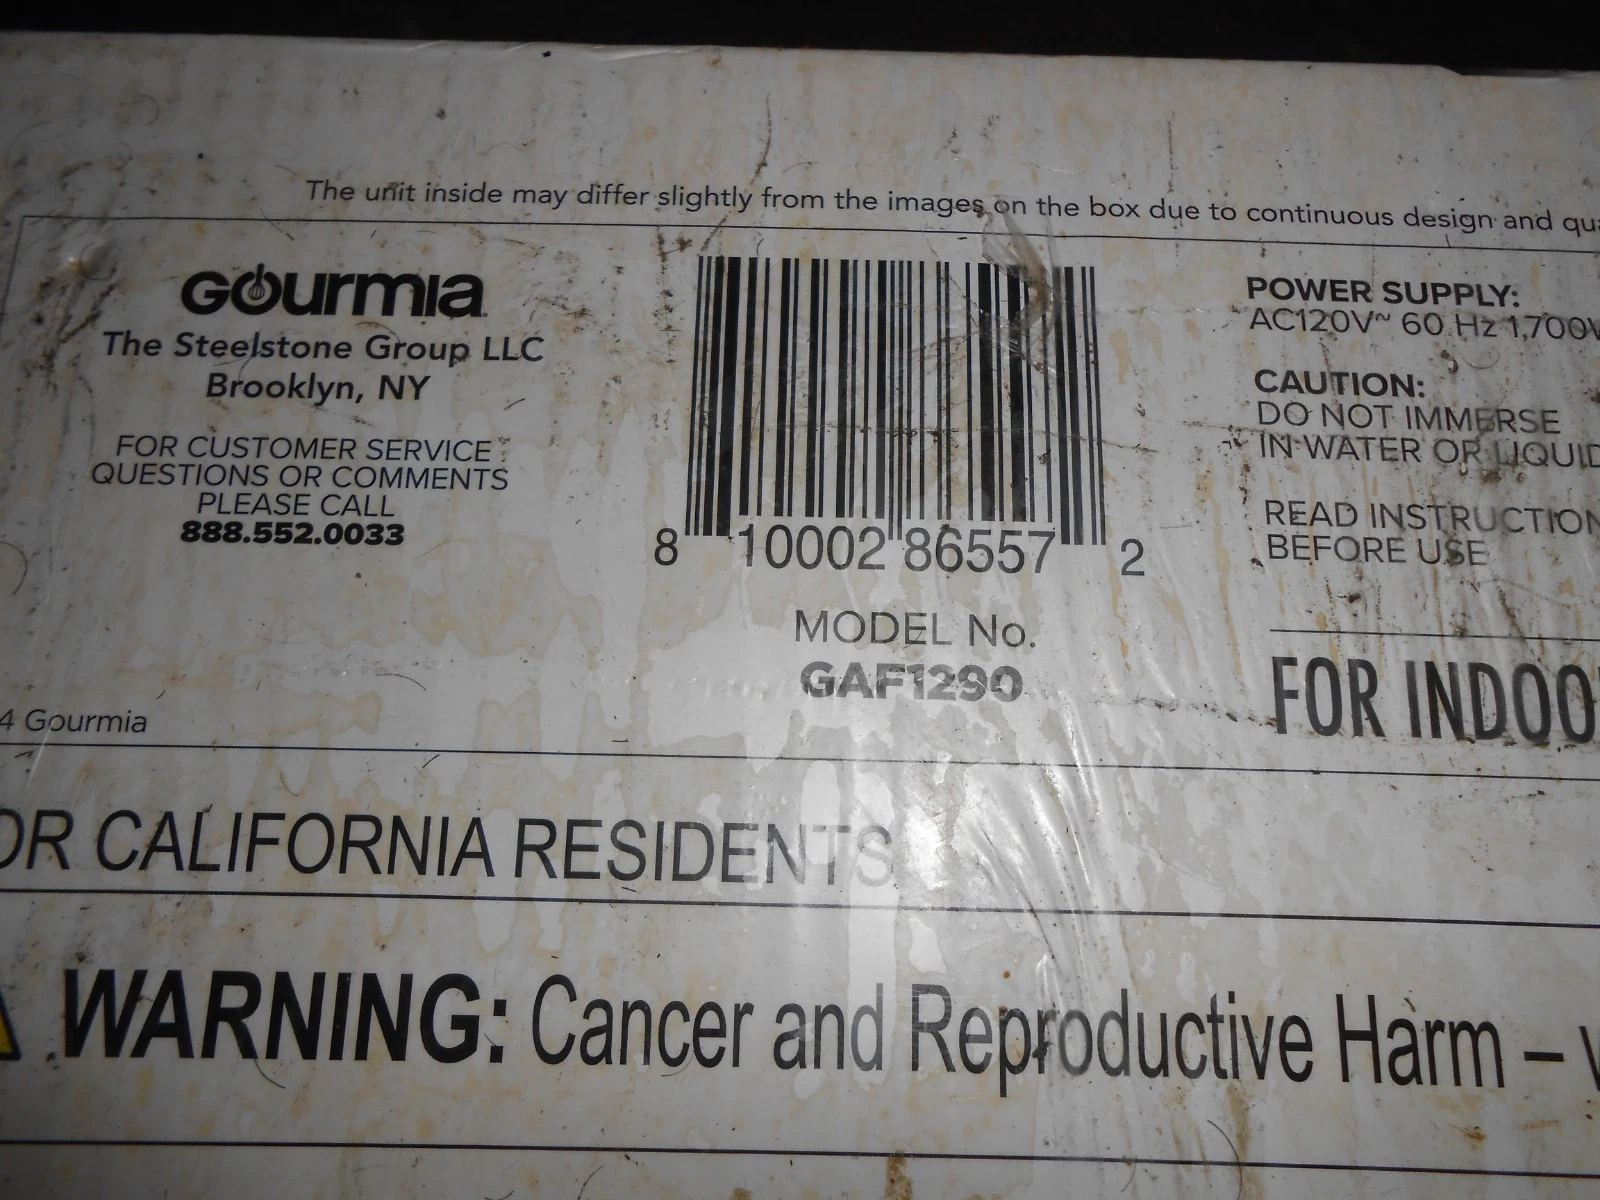 The unit inside may differ slightly from the images on the box due to continuous design and qua
GOurmia
The Steelstone Group LLC
Brooklyn, NY
FOR CUSTOMER SERVICE
QUESTIONS OR COMMENTS
PLEASE CALL
888.552.0033
8 10002 86557 2
MODEL No.
GAF1290
POWER SUPPLY:
AC120V~ 60 Hz 1,700W
CAUTION:
DO NOT IMMERSE
IN WATER OR LIQUID
READ INSTRUCTION
BEFORE USE
FOR INDOO
4 Gourmia
OR CALIFORNIA RESIDENTS
WARNING: Cancer and Reproductive Harm –